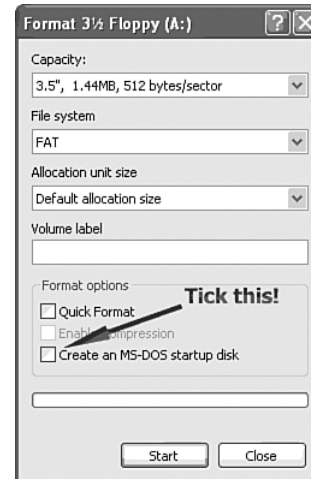 Format 3½ Floppy (A:)
Capacity:
3.5", 1.44MB, 512 bytes/sector
File system
FAT
Allocation unit size
Default allocation size
Volume label
Format options
Tick this!
Quick Format
Enable compression
Create an MS-DOS startup disk
Start
Close